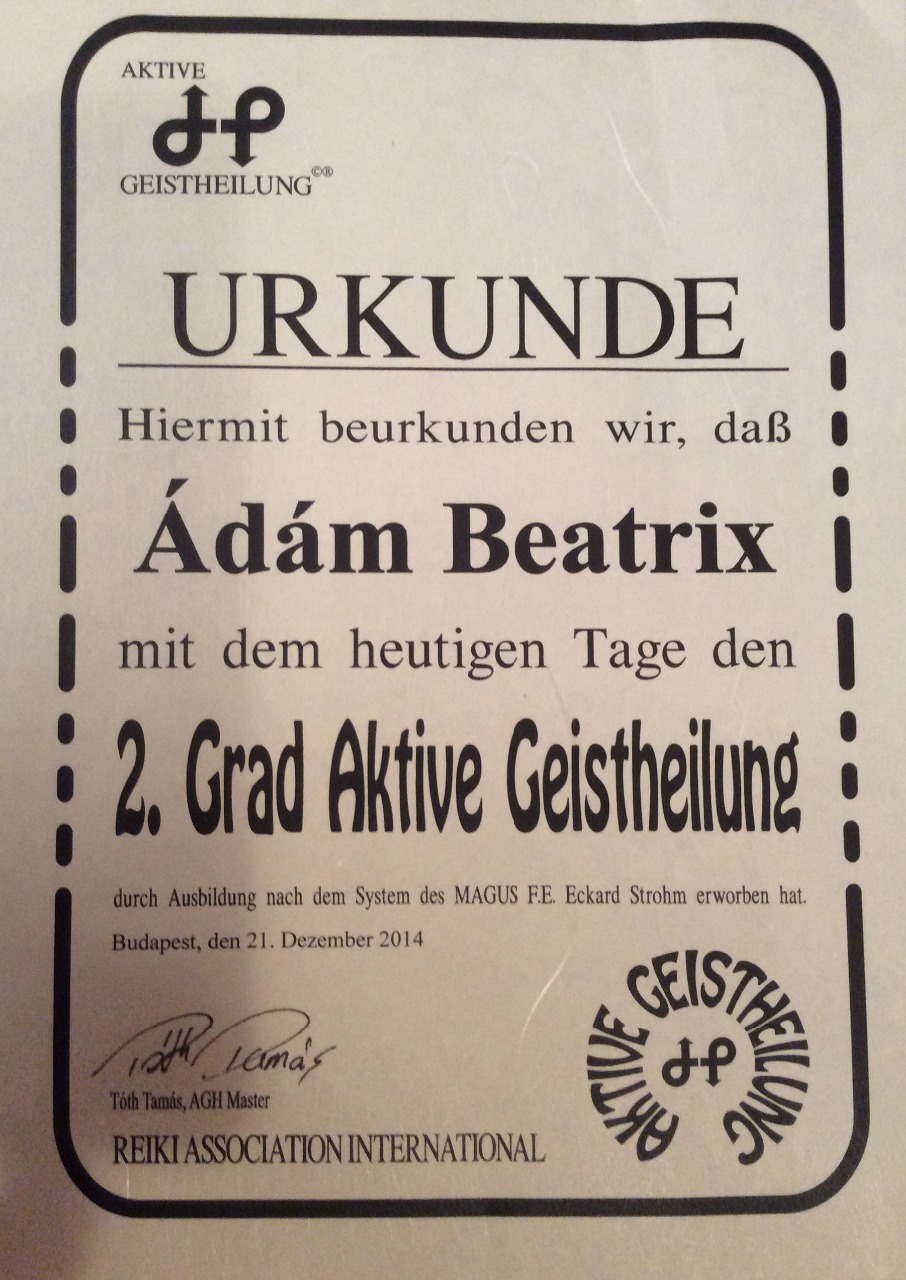 AKTIVE
GEISTHEILUNG©®
URKUNDE
Hiermit beurkunden wir, daß
Ádám Beatrix
mit dem heutigen Tage den
2. Grad Aktive Geistheilung
durch Ausbildung nach dem System des MAGUS F.E. Eckard Strohm erworben hat.
Budapest, den 21. Dezember 2014
Tóth Tamás
Tóth Tamás, AGH Master
REIKI ASSOCIATION INTERNATIONAL
AKTIVE GEISTHEILUNG